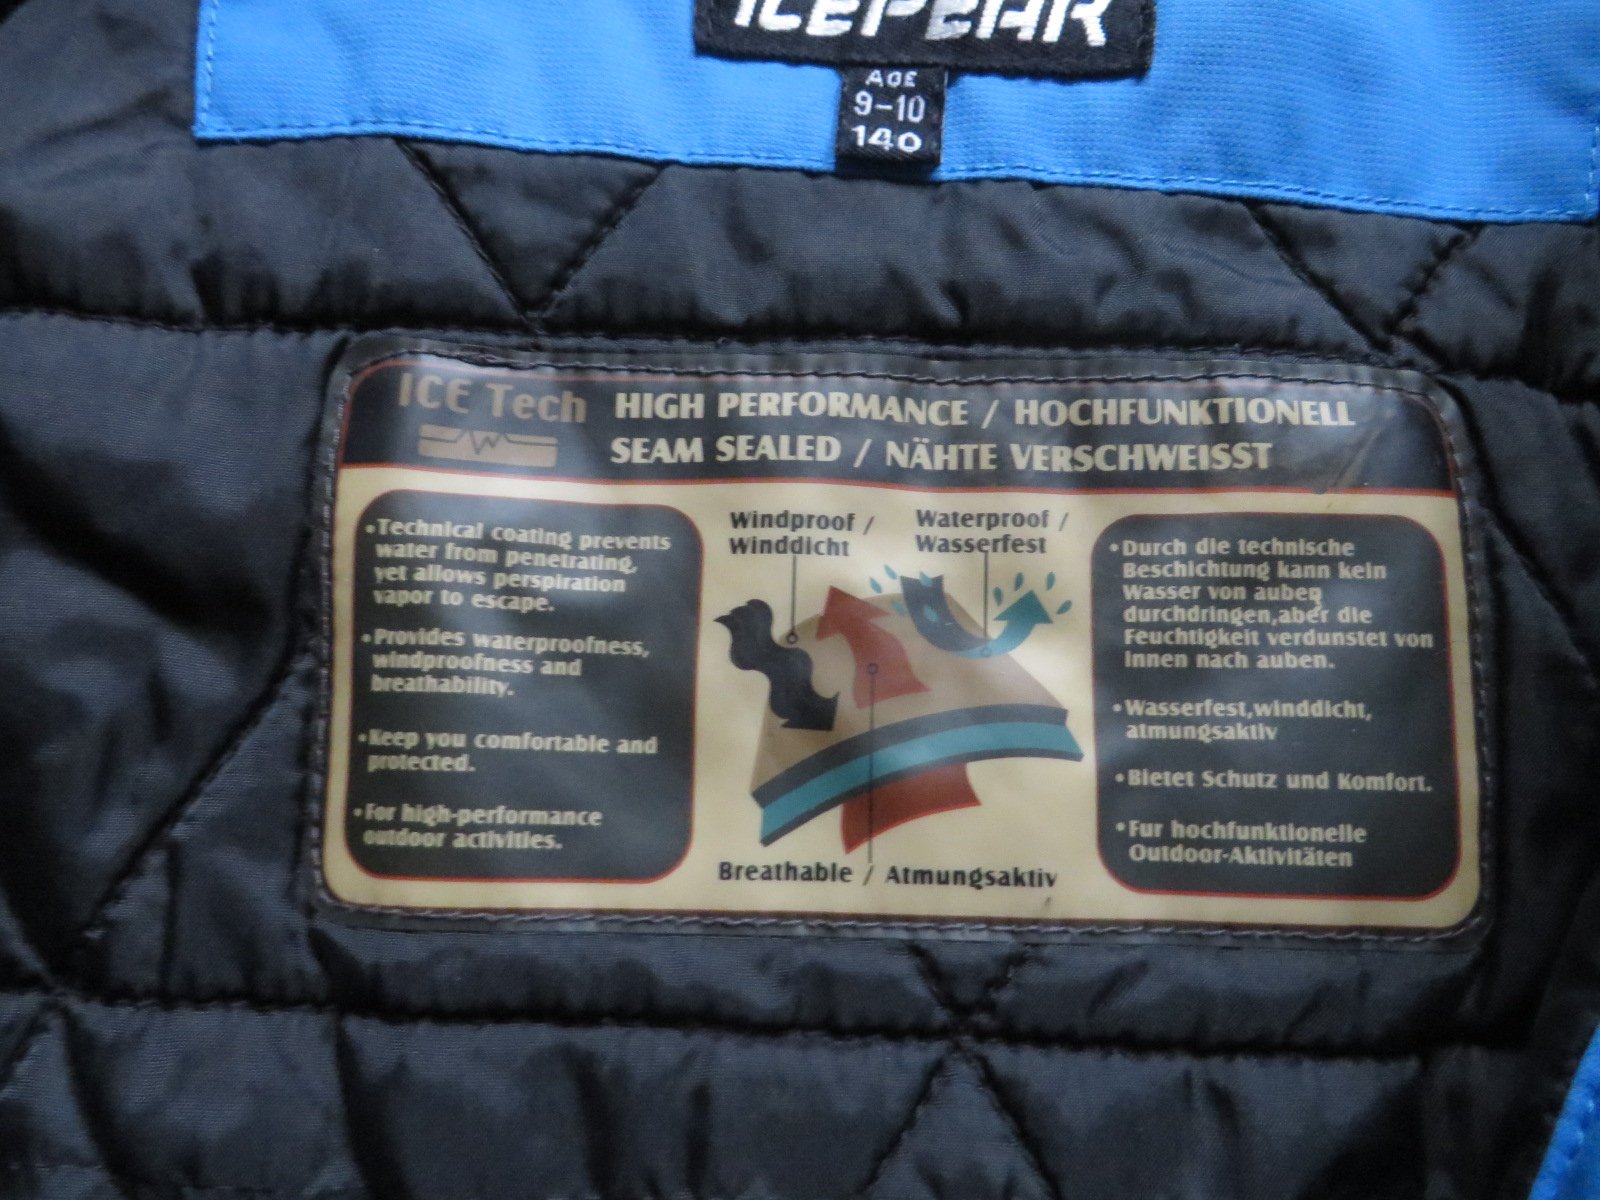 ICEPEAK
AGE
9-10
140
ICE Tech
HIGH PERFORMANCE / HOCHFUNKTIONELL
SEAM SEALED / NÄHTE VERSCHWEISST
•Technical coating prevents
water from penetrating,
yet allows perspiration
vapor to escape.
•Provides waterproofness,
windproofness and
breathability.
•Keep you comfortable and
protected.
•For high-performance
outdoor activities.
Windproof /
Winddicht
Waterproof /
Wasserfest
Breathable / Atmungsaktiv
•Durch die technische
Beschichtung kann kein
Wasser von auben
durchdringen,aber die
Feuchtigkeit verdunstet von
Innen nach auben.
•Wasserfest,winddicht,
atmungsaktiv
•Bietet Schutz und Komfort.
•Fur hochfunktionelle
Outdoor-Aktivitäten